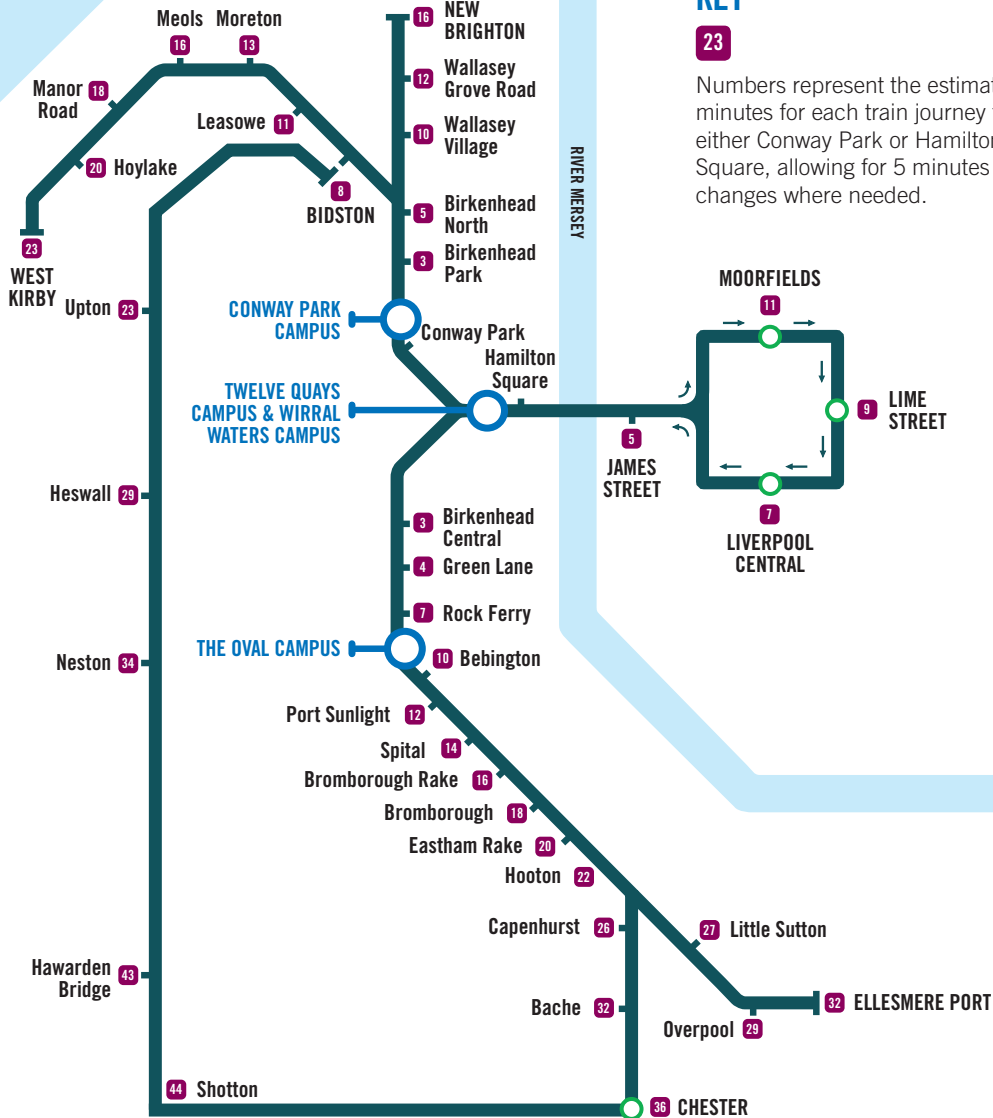 KEY
23
Numbers represent the
minutes for each train journey
either Conway Park or
Square, allowing for 5 minutes
changes where needed.
Meols
16
Moreton
13
Manor
Road
18
Leasowe
11
20
Hoylake
23
WEST
KIRBY
8
BIDSTON
16
NEW
BRIGHTON
12
Wallasey
Grove Road
10
Wallasey
Village
5
Birkenhead
North
3
Birkenhead
Park
RIVER MERSEY
Upton
23
CONWAY PARK
CAMPUS
Conway Park
Hamilton
Square
TWELVE QUAYS
CAMPUS & WIRRAL
WATERS CAMPUS
MOORFIELDS
11
9
LIME
STREET
5
JAMES
STREET
7
LIVERPOOL
CENTRAL
Heswall
29
3
Birkenhead
Central
4
Green Lane
7
Rock Ferry
THE OVAL CAMPUS
10
Bebington
Neston
34
Port Sunlight
12
Spital
14
Bromborough Rake
16
Bromborough
18
Eastham Rake
20
Hooton
22
Capenhurst
26
27
Little Sutton
Hawarden
Bridge
43
Bache
32
Overpool
29
32
ELLESMERE PORT
44
Shotton
36
CHESTER